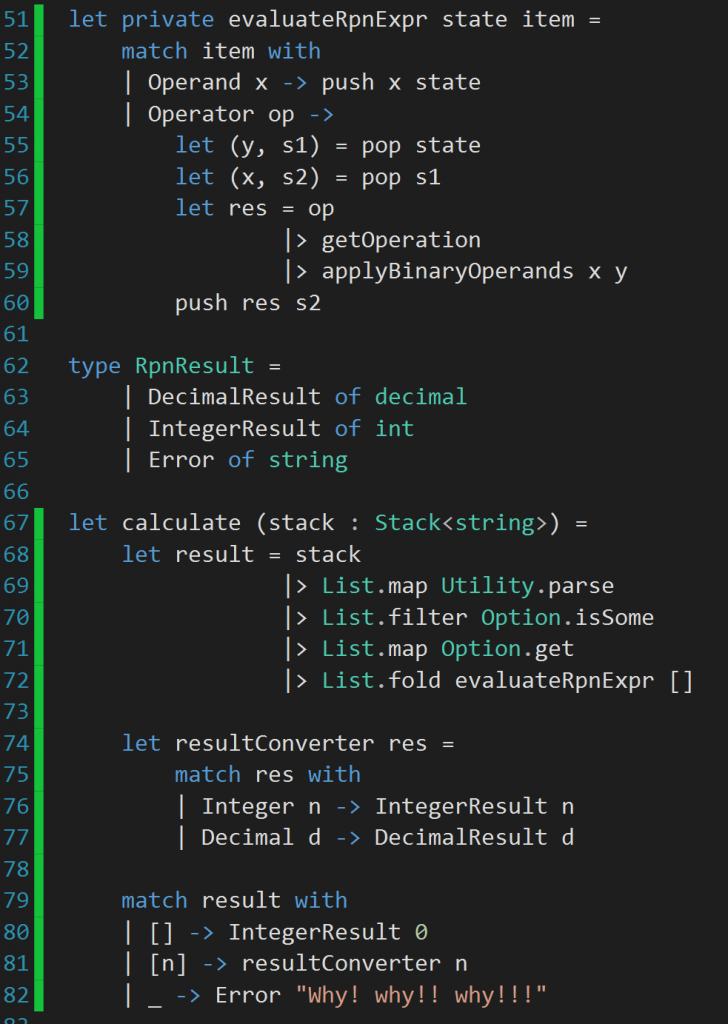 51 let private evaluateRpnExpr state item =
52 match item with
53 | Operand x -> push x state
54 | Operator op ->
55 let (y, s1) = pop state
56 let (x, s2) = pop s1
57 let res = op
58 |> getOperation
59 |> applyBinaryOperands x y
60 push res s2
61
62 type RpnResult =
63 | DecimalResult of decimal
64 | IntegerResult of int
65 | Error of string
66
67 let calculate (stack : Stack<string>) =
68 let result = stack
69 |> List.map Utility.parse
70 |> List.filter Option.isSome
71 |> List.map Option.get
72 |> List.fold evaluateRpnExpr []
73
74 let resultConverter res =
75 match res with
76 | Integer n -> IntegerResult n
77 | Decimal d -> DecimalResult d
78
79 match result with
80 | [] -> IntegerResult 0
81 | [n] -> resultConverter n
82 | _ -> Error "Why! why!! why!!!"